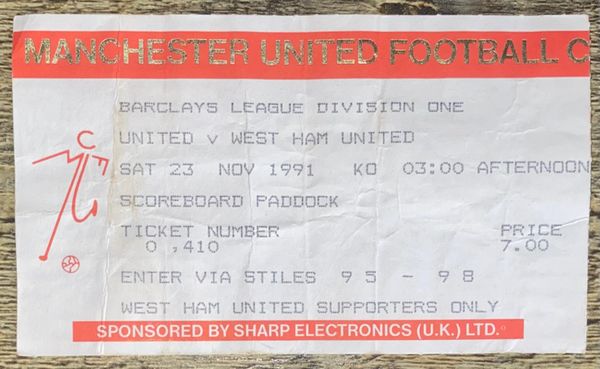 MANCHESTER UNITED FOOTBALL C
BARCLAYS LEAGUE DIVISION ONE
UNITED V WEST HAM UNITED
SAT 23 NOV 1991 KO 03:00 AFTERNOON
SCOREBOARD PADDOCK
TICKET NUMBER PRICE
0 ,410 7.00
ENTER VIA STILES 95 - 98
WEST HAM UNITED SUPPORTERS ONLY
SPONSORED BY SHARP ELECTRONICS (U.K.) LTD.